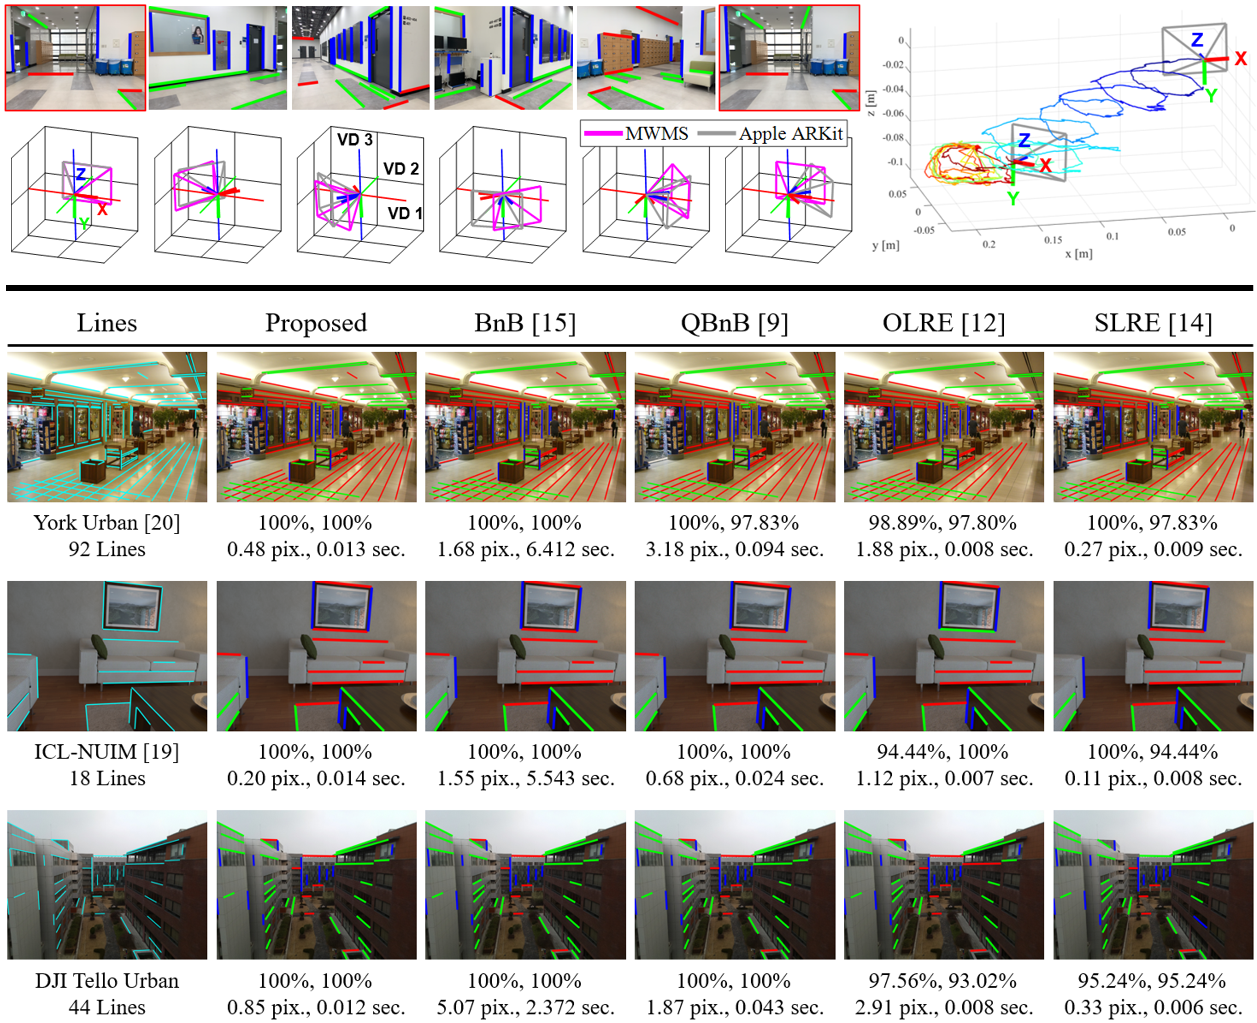 MWMS
Apple ARKit
VD 3
VD 2
VD 1
Z
X
Y
Z
X
Y
Z
X
Y
0
-0.02
-0.04
-0.06
-0.08
-0.1
z [m]
0.05
0
-0.05
y [m]
0.2
0.15
0.1
0.05
0
x [m]
Lines
Proposed
BnB [15]
QBnB [9]
OLRE [12]
SLRE [14]
York Urban [20]
100%, 100%
100%, 100%
100%, 97.83%
98.89%, 97.80%
100%, 97.83%
92 Lines
0.48 pix., 0.013 sec.
1.68 pix., 6.412 sec.
3.18 pix., 0.094 sec.
1.88 pix., 0.008 sec.
0.27 pix., 0.009 sec.
ICL-NUIM [19]
100%, 100%
100%, 100%
100%, 100%
94.44%, 100%
100%, 94.44%
18 Lines
0.20 pix., 0.014 sec.
1.55 pix., 5.543 sec.
0.68 pix., 0.024 sec.
1.12 pix., 0.007 sec.
0.11 pix., 0.008 sec.
DJI Tello Urban
100%, 100%
100%, 100%
100%, 100%
97.56%, 93.02%
95.24%, 95.24%
44 Lines
0.85 pix., 0.012 sec.
5.07 pix., 2.372 sec.
1.87 pix., 0.043 sec.
2.91 pix., 0.008 sec.
0.33 pix., 0.006 sec.